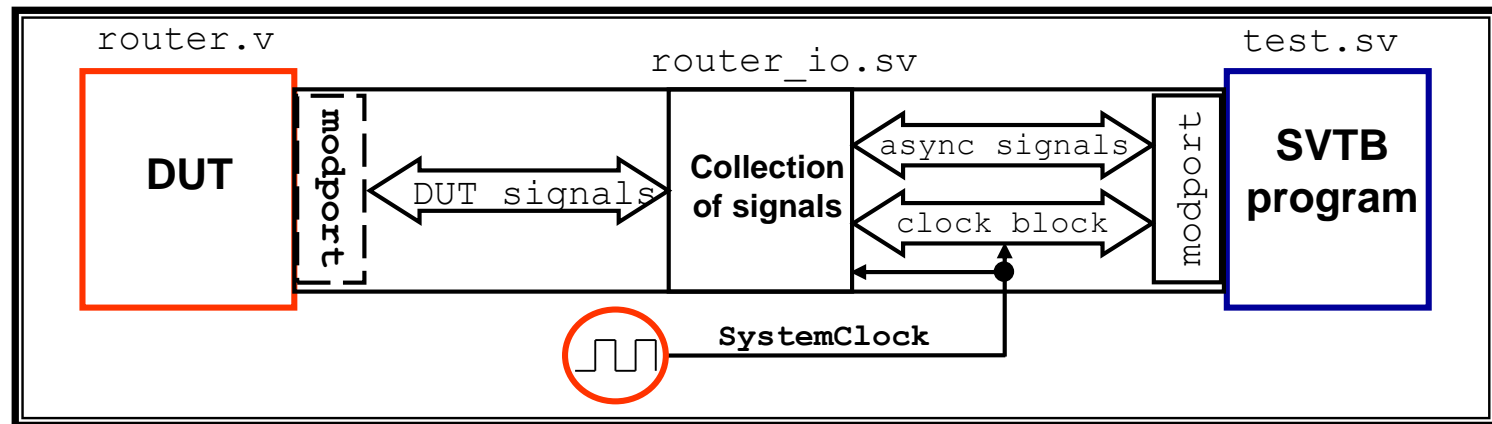 router.v
router_io.sv
test.sv
DUT
modport
DUT signals
Collection
of signals
async signals
clock block
modport
SVTB
program
SystemClock